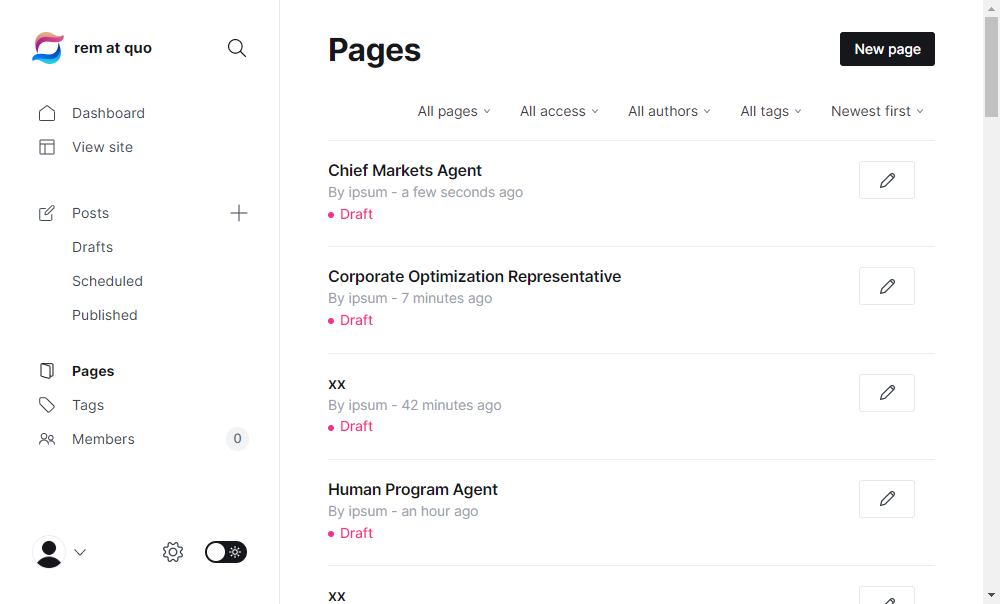 rem at quo
Dashboard
View site
Posts
Drafts
Scheduled
Published
Pages
Tags
Members
0
Pages
New page
All pages
All access
All authors
All tags
Newest first
Chief Markets Agent
By ipsum - a few seconds ago
Draft
Corporate Optimization Representative
By ipsum - 7 minutes ago
Draft
xx
By ipsum - 42 minutes ago
Draft
Human Program Agent
By ipsum - an hour ago
Draft
xx